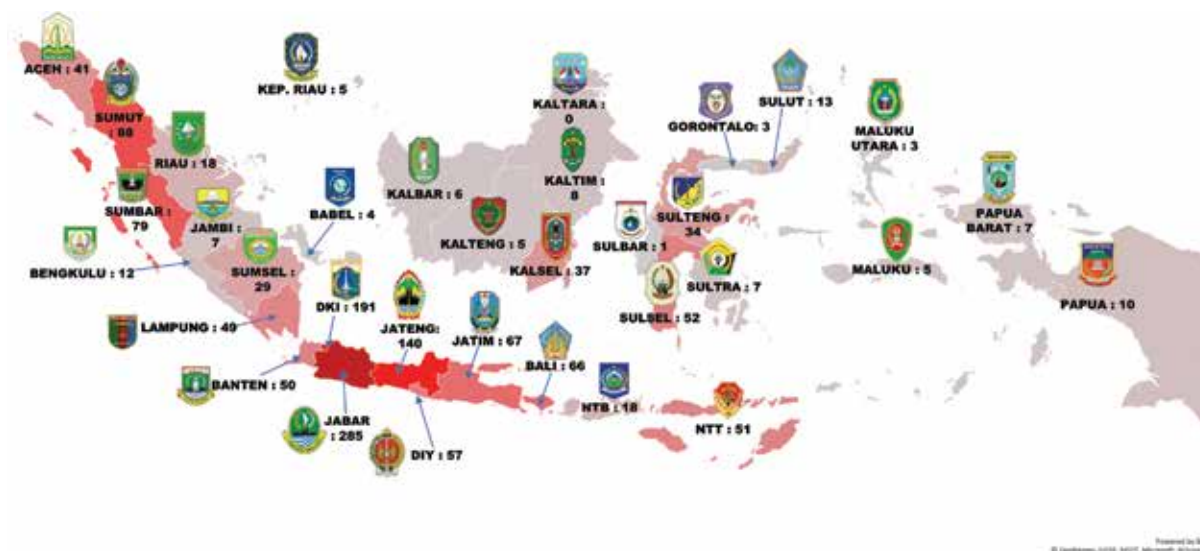 ACEH : 41
KEP. RIAU : 5
SUMUT
: 88
RIAU : 18
SUMBAR :
79
JAMBI :
7
BENGKULU : 12
SUMSEL :
29
BABEL : 4
LAMPUNG : 49
DKI : 191
BANTEN : 50
JABAR
: 285
JATENG:
140
DIY : 57
JATIM : 67
BALI : 66
NTB : 18
NTT : 51
KALBAR : 6
KALTENG : 5
KALTARA :
0
KALTIM :
8
KALSEL : 37
GORONTALO: 3
SULUT : 13
SULTENG :
34
SULBAR : 1
SULTRA : 7
SULSEL : 52
MALUKU
UTARA : 3
MALUKU : 5
PAPUA
BARAT : 7
PAPUA : 10